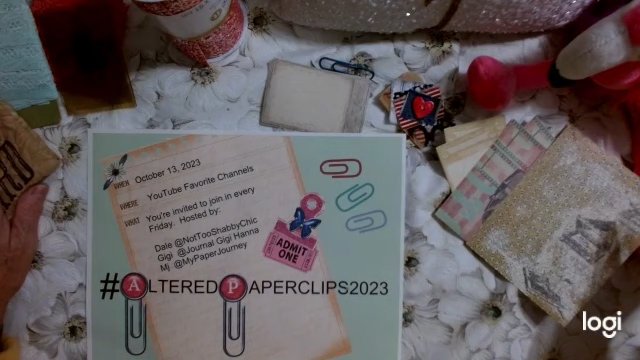 WHEN October 13, 2023
WHERE YouTube Favorite Channels
WHAT You're invited to join in every
Friday. Hosted by:
Dale @NotTooShabbyChic
Gigi @Journal Gigi Hanna
Mj @MyPaperJourney
ADMIT
ONE
#ALTEREDPAPERCLIPS2023
logi